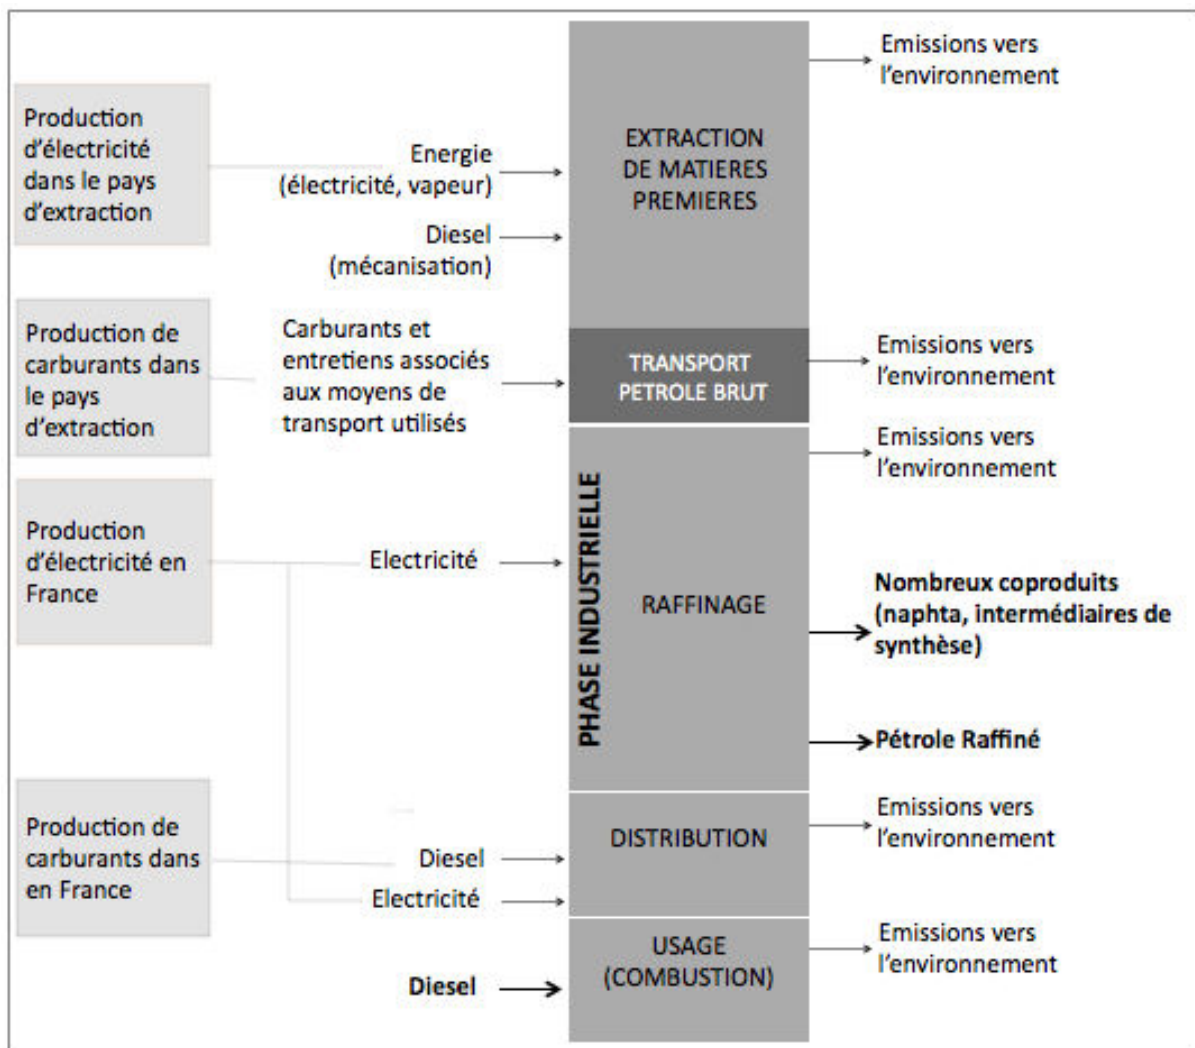 Emissions vers
l'environnement
Production
d'électricité
dans le pays
d'extraction
Energie
(électricité, vapeur)
EXTRACTION
DE MATIERES
PREMIERES
Diesel
(mécanisation)
Production de
carburants dans
le pays
d'extraction
Carburants et
entretiens associés
aux moyens de
transport utilisés
TRANSPORT
PETROLE BRUT
Emissions vers
l'environnement
Emissions vers
l'environnement
PHASE INDUSTRIELLE
Production
d'électricité en
France
Electricité
RAFFINAGE
Nombreux coproduits
(naphta, intermédiaires de
synthèse)
Pétrole Raffiné
Production de
carburants dans
en France
Diesel
Electricité
DISTRIBUTION
Emissions vers
l'environnement
Diesel
USAGE
(COMBUSTION)
Emissions vers
l'environnement